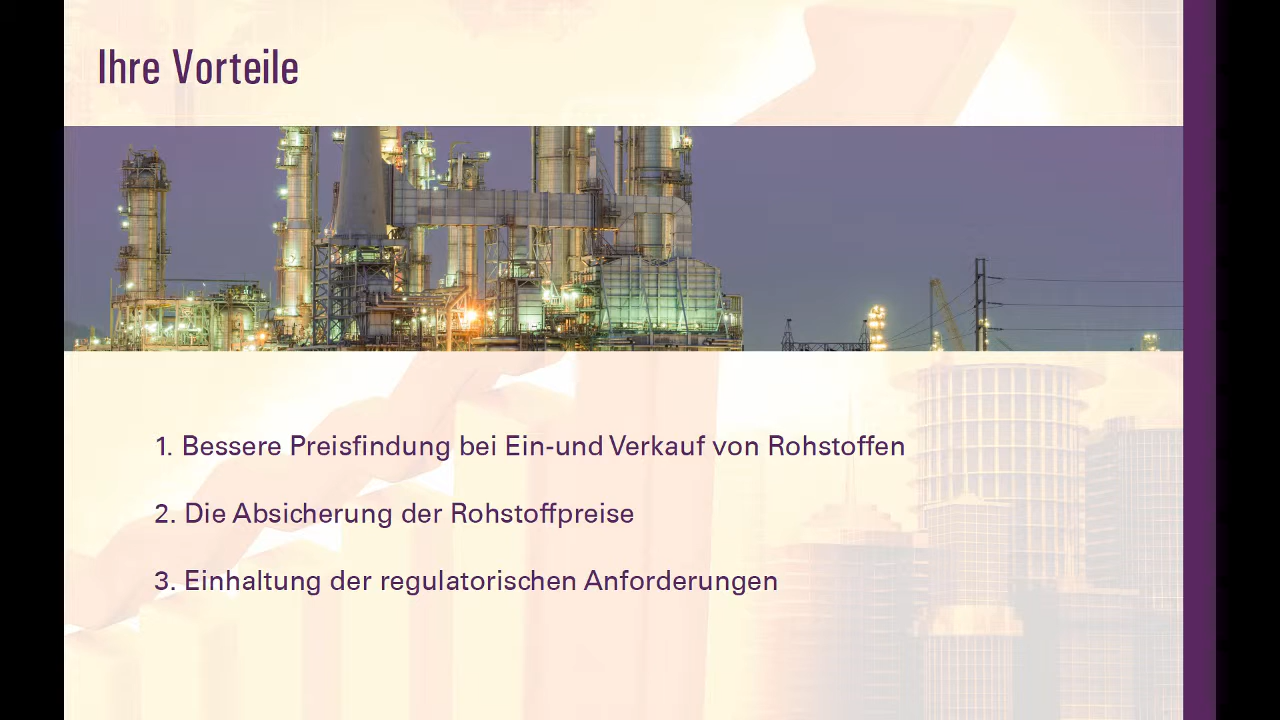 Ihre Vorteile
1. Bessere Preisfindung bei Ein-und Verkauf von Rohstoffen
2. Die Absicherung der Rohstoffpreise
3. Einhaltung der regulatorischen Anforderungen